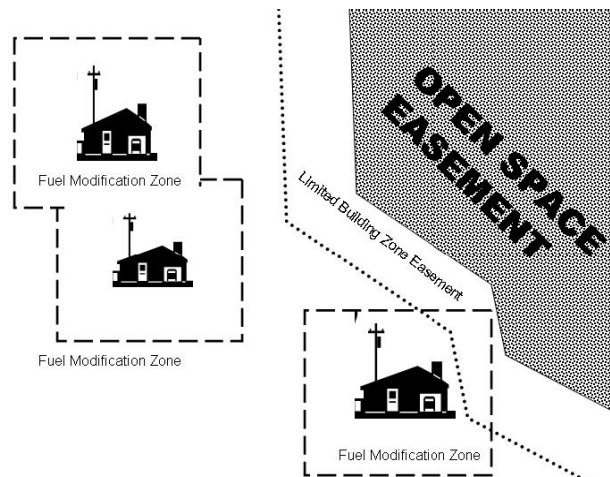 OPEN SPACE
EASEMENT
Fuel Modification Zone
Limited Building Zone Easement
Fuel Modification Zone
Fuel Modification Zone